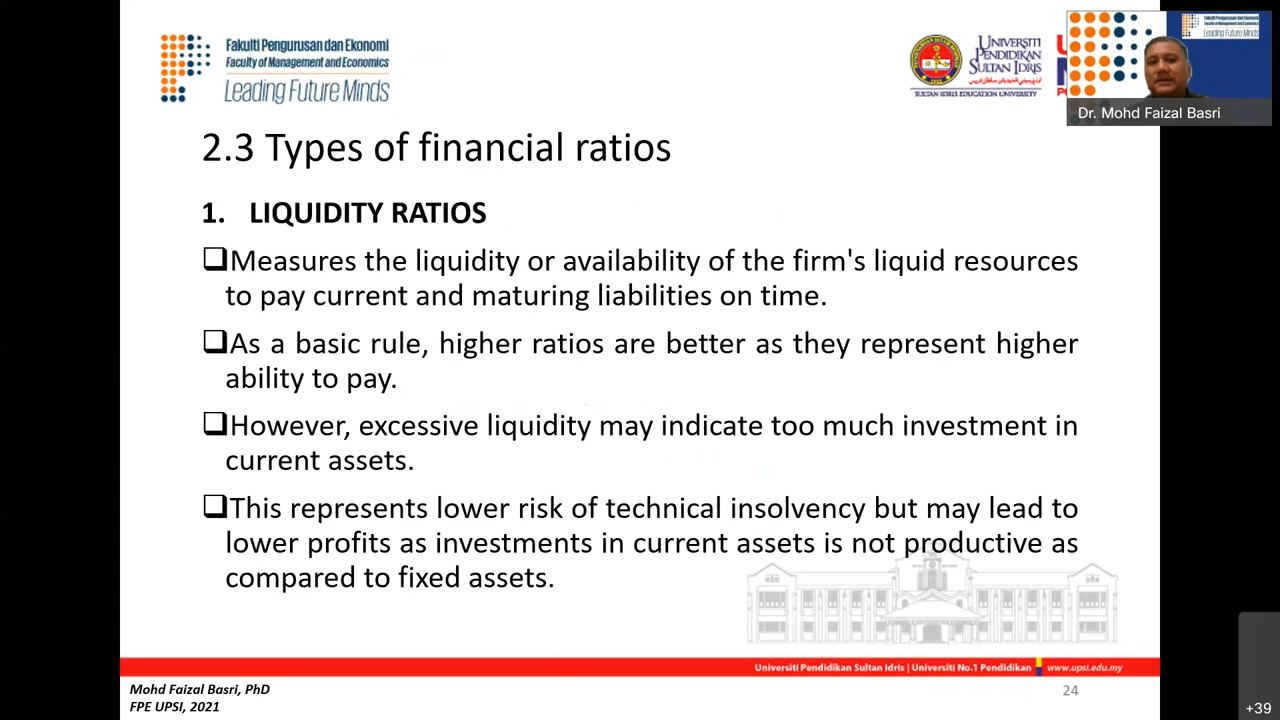 Fakulti Pengurusan dan Ekonomi
Faculty of Management and Economics
Leading Future Minds
UNIVERSITI
PENDIDIKAN
SULTAN IDRIS
SULTAN IDRIS EDUCATION UNIVERSITY
Leading Future Minds
Dr. Mohd Faizal Basri
2.3 Types of financial ratios
1. LIQUIDITY RATIOS
Measures the liquidity or availability of the firm's liquid resources
to pay current and maturing liabilities on time.
As a basic rule, higher ratios are better as they represent higher
ability to pay.
However, excessive liquidity may indicate too much investment in
current assets.
This represents lower risk of technical insolvency but may lead to
lower profits as investments in current assets is not productive as
compared to fixed assets.
Universiti Pendidikan Sultan Idris | Universiti No.1 Pendidikan www.upsi.edu.my
Mohd Faizal Basri, PhD
FPE UPSI, 2021
24
+39